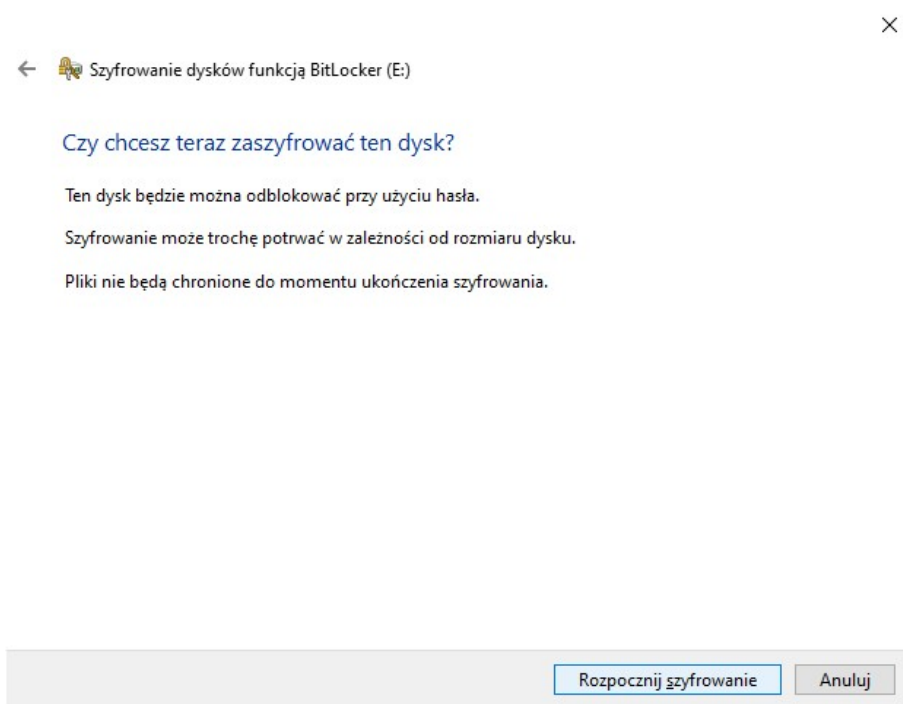 Szyfrowanie dysków funkcją BitLocker (E:)
Czy chcesz teraz zaszyfrować ten dysk?
Ten dysk będzie można odblokować przy użyciu hasła.
Szyfrowanie może trochę potrwać w zależności od rozmiaru dysku.
Pliki nie będą chronione do momentu ukończenia szyfrowania.
Rozpocznij szyfrowanie
Anuluj